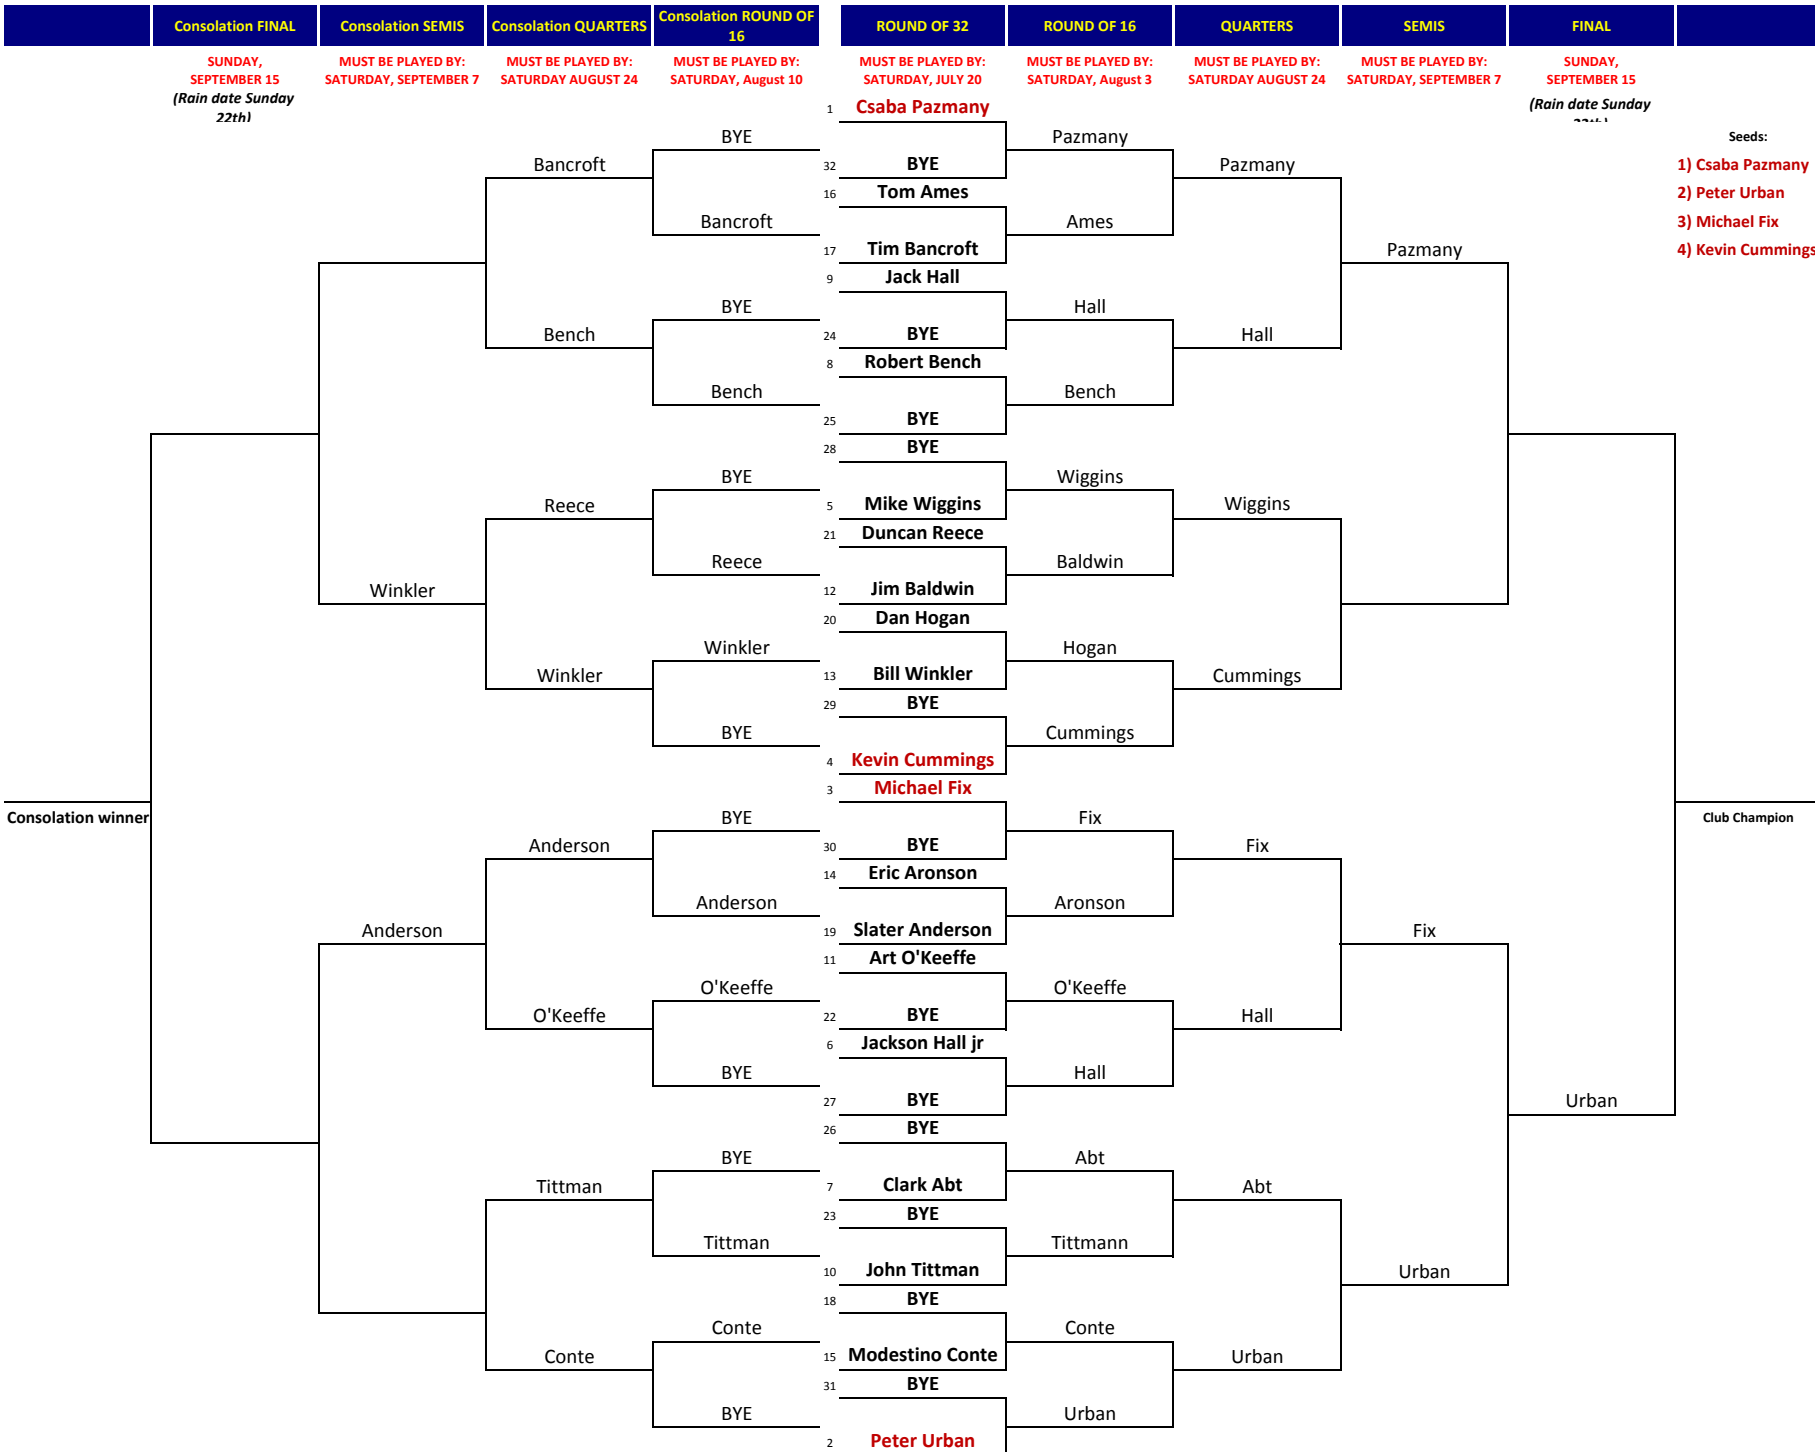 Consolation FINAL
Consolation SEMIS
Consolation QUARTERS
Consolation ROUND OF
16
ROUND OF 32
ROUND OF 16
QUARTERS
SEMIS
FINAL
SUNDAY,
SEPTEMBER 15
(Rain date Sunday
22th)
MUST BE PLAYED BY:
SATURDAY, SEPTEMBER 7
MUST BE PLAYED BY:
SATURDAY AUGUST 24
MUST BE PLAYED BY:
SATURDAY, August 10
MUST BE PLAYED BY:
SATURDAY, JULY 20
MUST BE PLAYED BY:
SATURDAY, August 3
MUST BE PLAYED BY:
SATURDAY AUGUST 24
MUST BE PLAYED BY:
SATURDAY, SEPTEMBER 7
SUNDAY,
SEPTEMBER 15
(Rain date Sunday
Seeds:
1) Csaba Pazmany
2) Peter Urban
3) Michael Fix
4) Kevin Cummings
Consolation winner
Winkler
Anderson
Bancroft
Bench
Reece
Winkler
Anderson
O'Keeffe
Tittman
Conte
BYE
Bancroft
BYE
Bench
BYE
Reece
Winkler
BYE
BYE
Anderson
O'Keeffe
BYE
BYE
Tittman
Conte
BYE
1 Csaba Pazmany
32 BYE
16 Tom Ames
17 Tim Bancroft
9 Jack Hall
24 BYE
8 Robert Bench
25 BYE
28 BYE
5 Mike Wiggins
21 Duncan Reece
12 Jim Baldwin
20 Dan Hogan
13 Bill Winkler
29 BYE
4 Kevin Cummings
3 Michael Fix
30 BYE
14 Eric Aronson
19 Slater Anderson
11 Art O'Keeffe
22 BYE
6 Jackson Hall jr
27 BYE
26 BYE
7 Clark Abt
23 BYE
10 John Tittman
18 BYE
15 Modestino Conte
31 BYE
2 Peter Urban
Pazmany
Ames
Hall
Bench
Wiggins
Baldwin
Hogan
Cummings
Fix
Aronson
O'Keeffe
Hall
Abt
Tittmann
Conte
Urban
Pazmany
Hall
Wiggins
Cummings
Fix
Hall
Abt
Urban
Pazmany
Fix
Urban
Urban
Club Champion